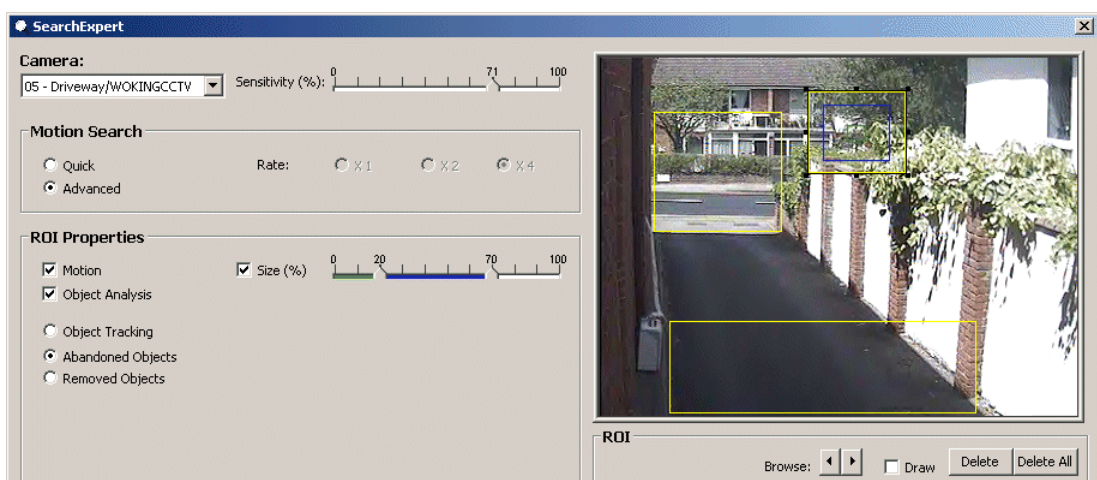 SearchExpert
Camera:
05 - Driveway/WOKINGCCTV
Sensitivity (%):
0 71 100
Motion Search
Quick
Advanced
Rate: X 1 X 2 X 4
ROI Properties
Motion
Size (%)
0 20 70 100
Object Analysis
Object Tracking
Abandoned Objects
Removed Objects
ROI
Browse: Draw Delete Delete All